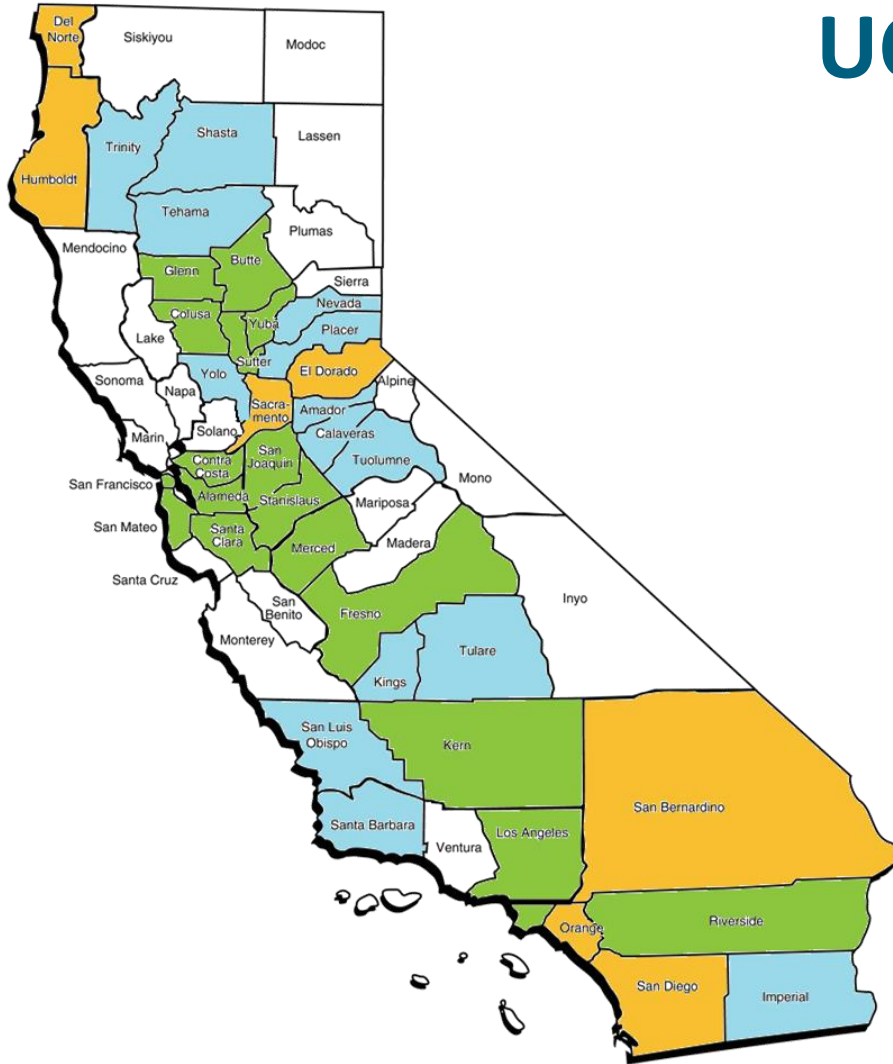 UC
Del
Norte
Siskiyou
Modoc
Trinity
Shasta
Lassen
Humboldt
Tehama
Plumas
Mendocino
Butte
Glenn
Sierra
Nevada
Colusa
Yuba
Placer
Lake
Sutter
El Dorado
Yolo
Sonoma
Napa
Alpine
Sacra-
mento
Amador
Solano
Marin
Calaveras
San
Joaquin
Contra
Costa
Tuolumne
Mono
San Francisco
Alameda
Stanislaus
Mariposa
San Mateo
Santa
Clara
Merced
Madera
Santa Cruz
San
Benito
Fresno
Inyo
Monterey
Tulare
Kings
San Luis
Obispo
Kern
San Bernardino
Santa Barbara
Los Angeles
Ventura
Orange
Riverside
San Diego
Imperial